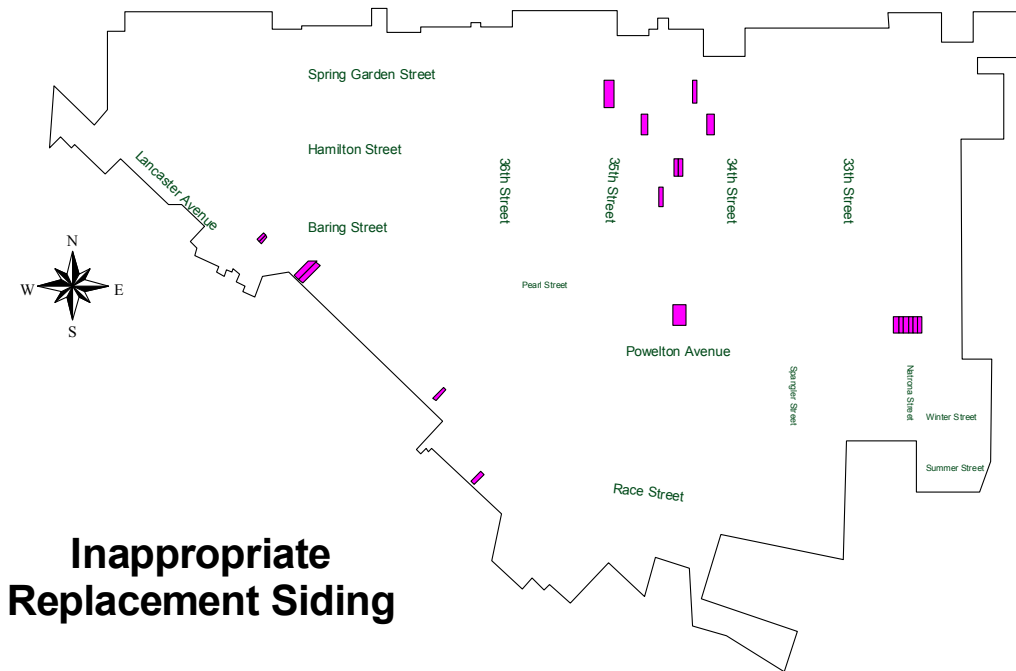 Spring Garden Street
Hamilton Street
Lancaster Avenue
36th Street
35th Street
34th Street
33th Street
Baring Street
N
W
E
S
Pearl Street
Powelton Avenue
Spangler Street
Natrona Street
Winter Street
Summer Street
Race Street
Inappropriate
Replacement Siding